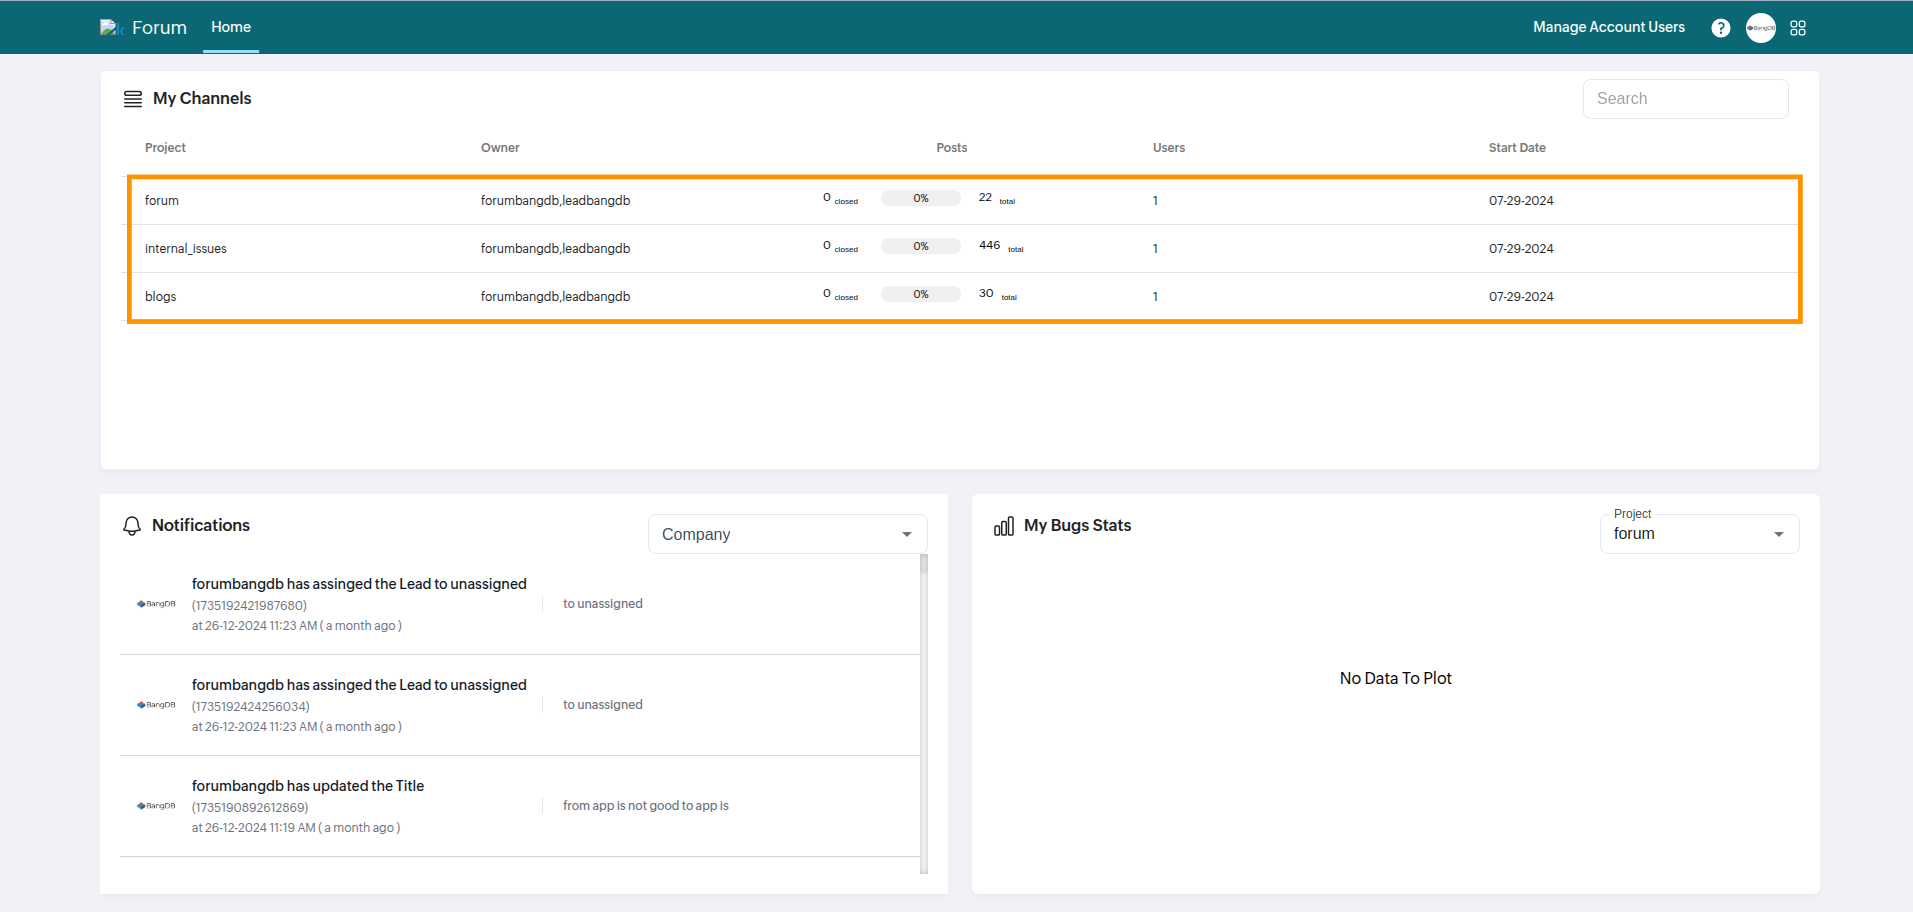 Forum Home Manage Account Users ?
My Channels Search
Project Owner Posts Users Start Date
forum forumbangdb,leadbangdb 0 closed 0% 22 total 1 07-29-2024
internal_issues forumbangdb,leadbangdb 0 closed 0% 446 total 1 07-29-2024
blogs forumbangdb,leadbangdb 0 closed 0% 30 total 1 07-29-2024
Notifications
Company
BangDB
forumbangdb has assinged the Lead to unassigned
(1735192421987680)
at 26-12-2024 11:23 AM ( a month ago )
to unassigned
BangDB
forumbangdb has assinged the Lead to unassigned
(1735192424256034)
at 26-12-2024 11:23 AM ( a month ago )
to unassigned
BangDB
forumbangdb has updated the Title
(1735190892612869)
at 26-12-2024 11:19 AM ( a month ago )
from app is not good to app is
My Bugs Stats
Project
forum
No Data To Plot